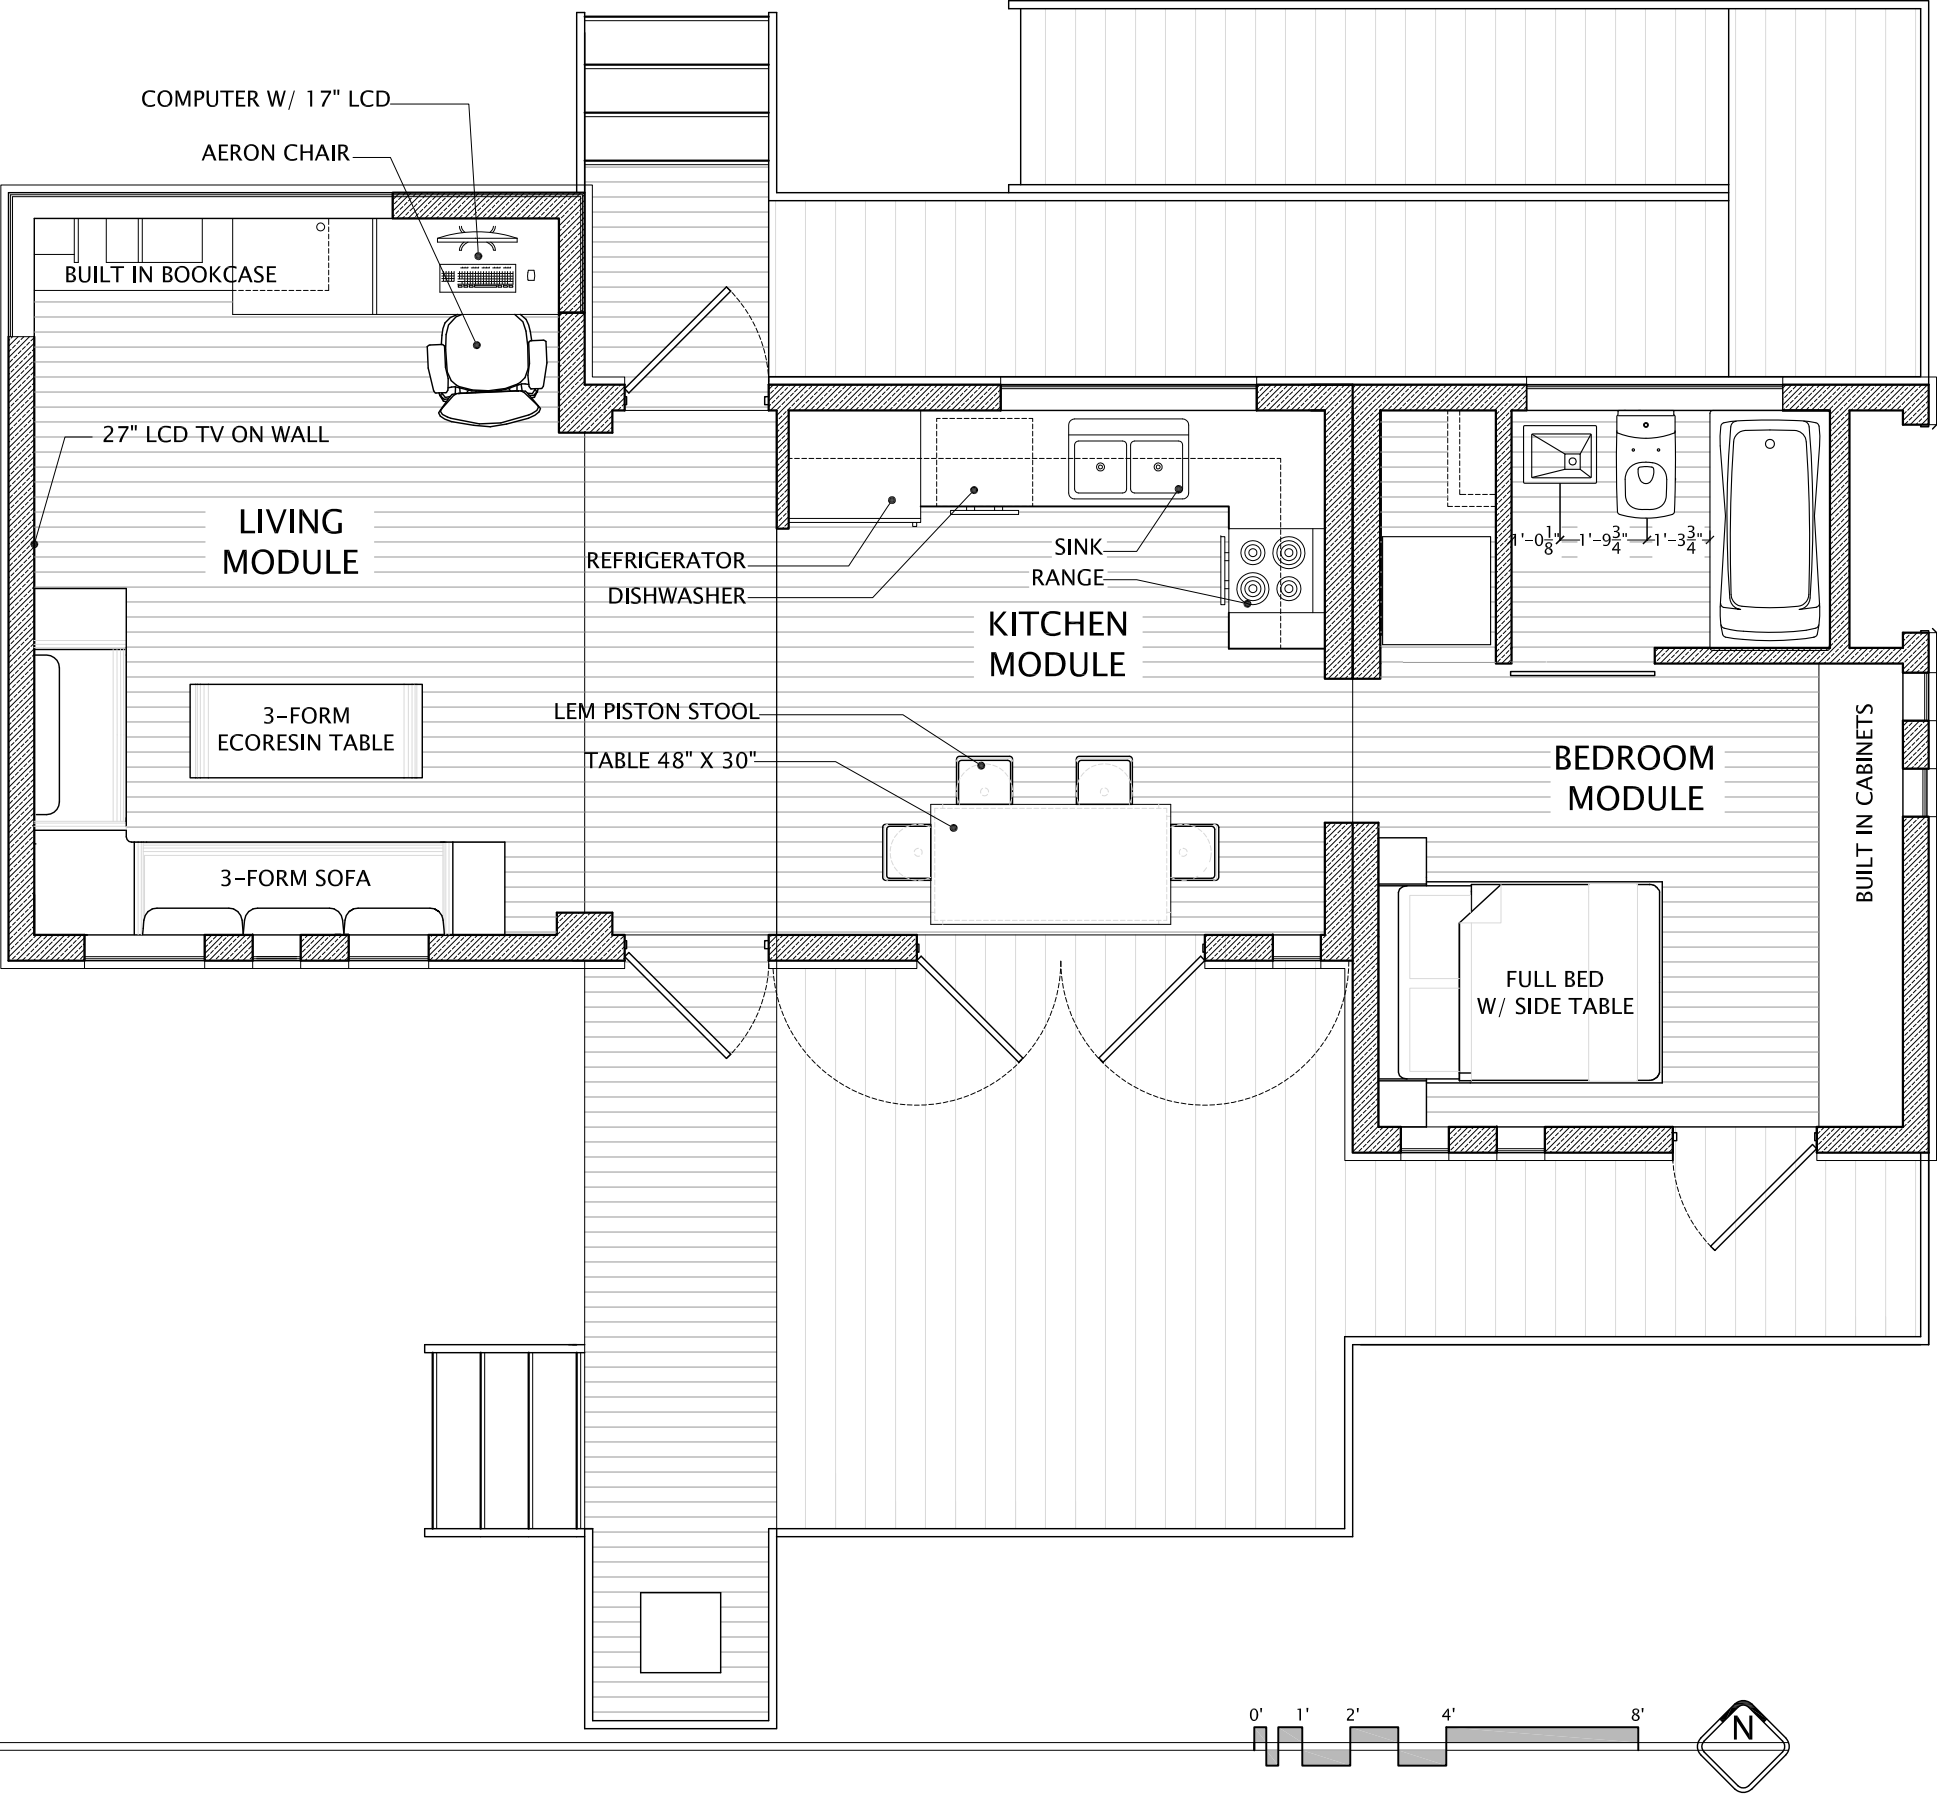 COMPUTER W/ 17" LCD
AERON CHAIR
BUILT IN BOOKCASE
27" LCD TV ON WALL
LIVING
MODULE
REFRIGERATOR
DISHWASHER
SINK
RANGE
KITCHEN
MODULE
1'-0 1/8"
1'-9 3/4"
1'-3 3/4"
3-FORM
ECORESIN TABLE
LEM PISTON STOOL
TABLE 48" X 30"
BEDROOM
MODULE
BUILT IN CABINETS
3-FORM SOFA
FULL BED
W/ SIDE TABLE
0' 1' 2' 4' 8'
N